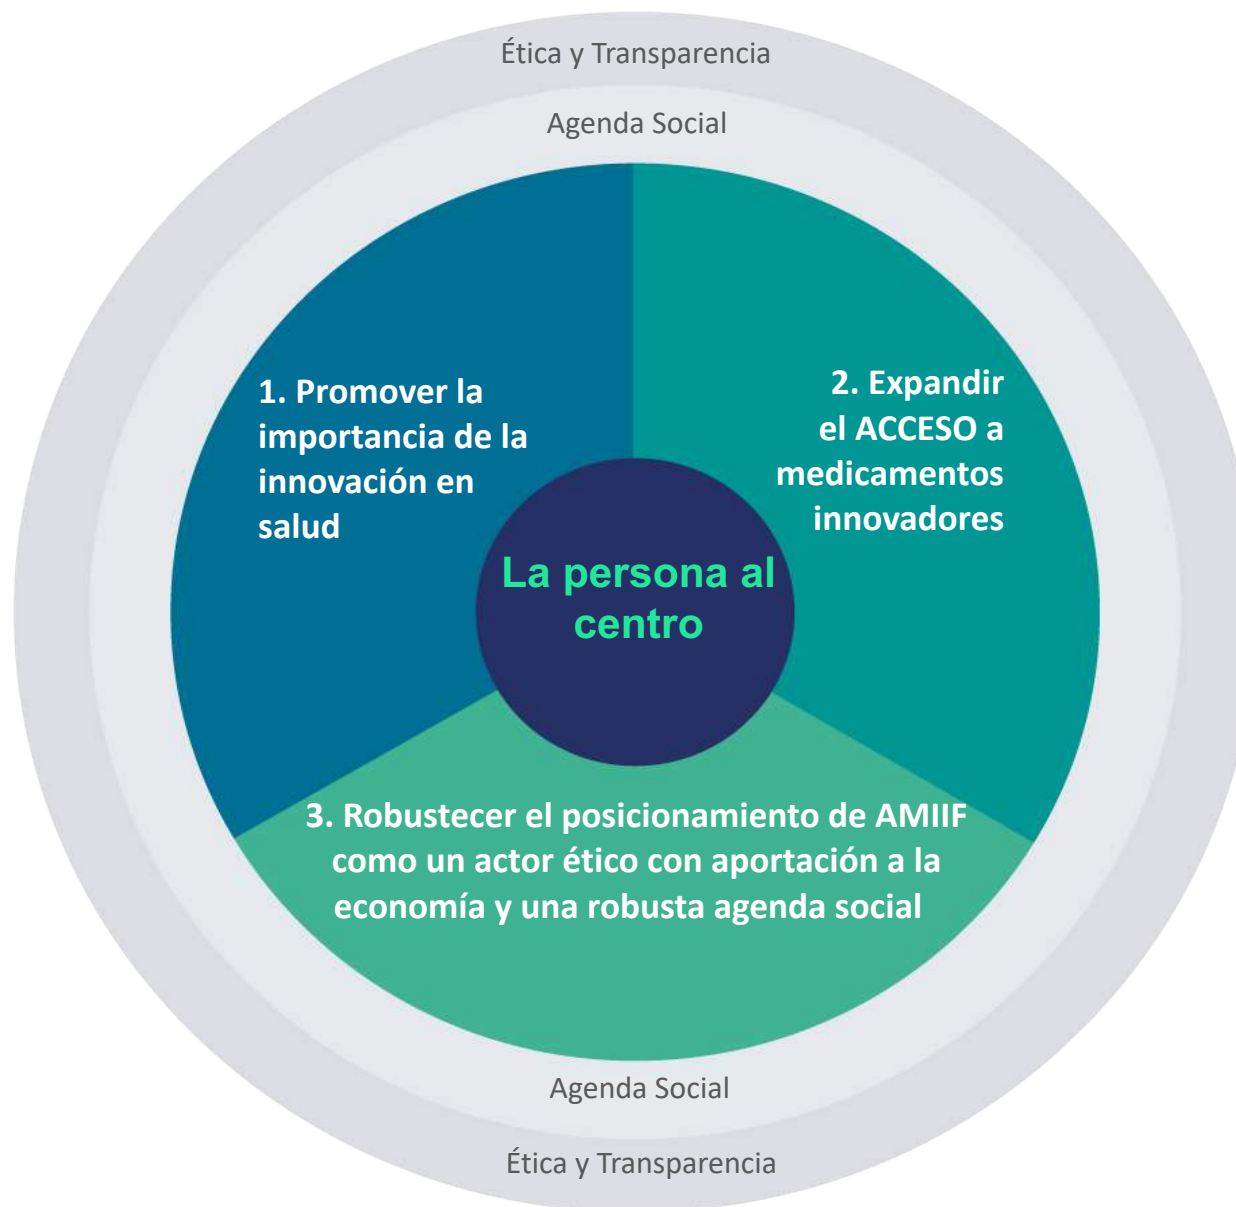 Ética y Transparencia
Agenda Social
1. Promover la
importancia de la
innovación en
salud
2. Expandir
el ACCESO a
medicamentos
innovadores
La persona al
centro
3. Robustecer el posicionamiento de AMIIF
como un actor ético con aportación a la
economía y una robusta agenda social
Agenda Social
Ética y Transparencia